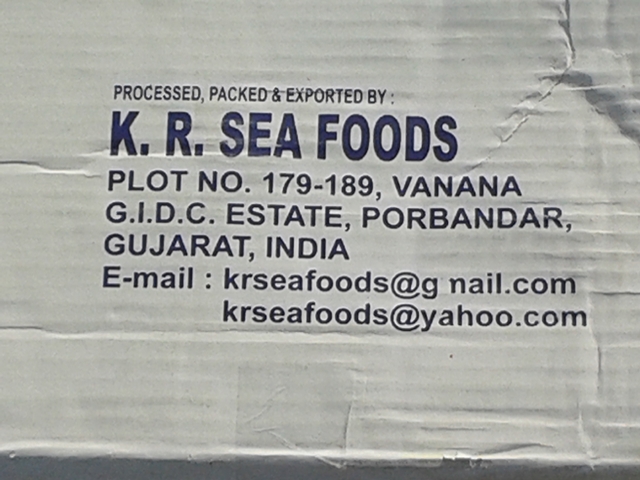 PROCESSED, PACKED & EXPORTED BY :
K. R. SEA FOODS
PLOT NO. 179-189, VANANA
G.I.D.C. ESTATE, PORBANDAR,
GUJARAT, INDIA
E-mail : krseafoods@g nail.com
krseafoods@yahoo.com